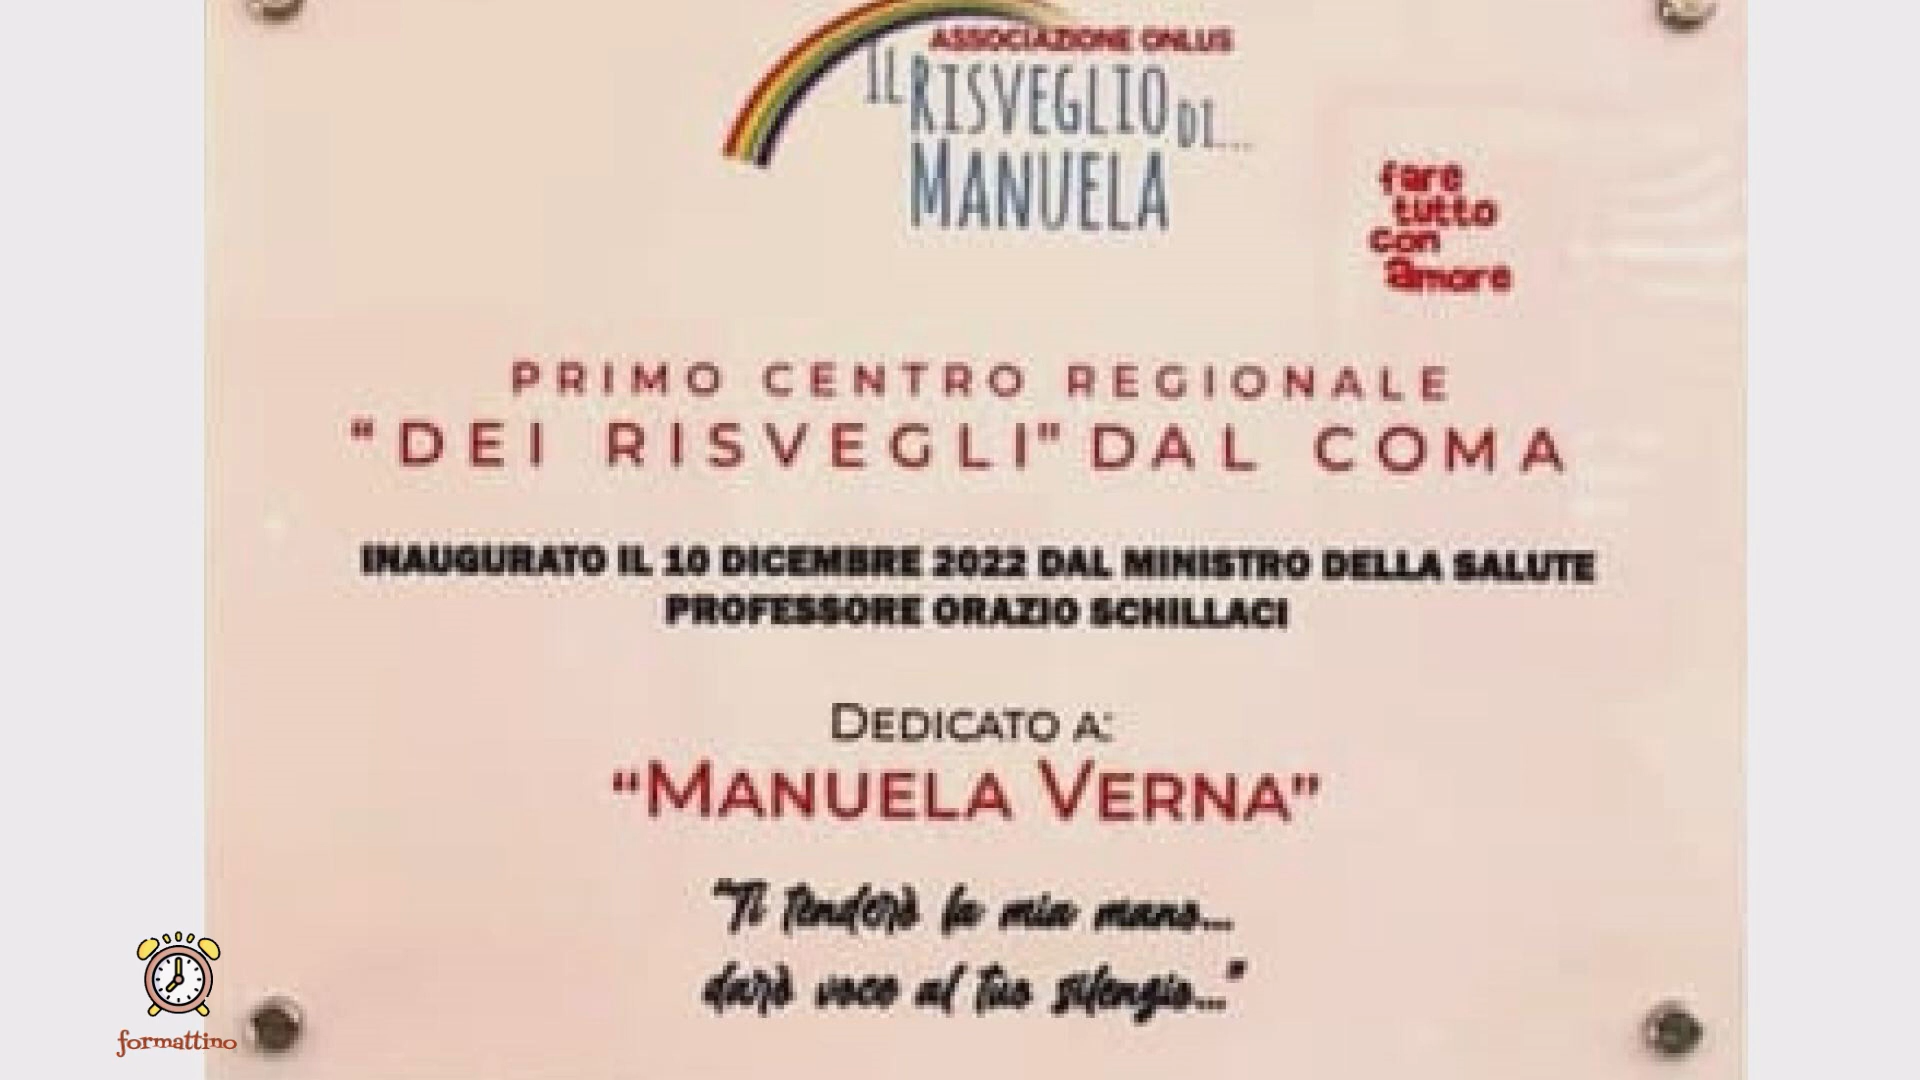 ASSOCIAZIONE ONLUS
IL RISVEGLIO DI...
MANUELA
fare
tutto
con
amore
PRIMO CENTRO REGIONALE
“DEI RISVEGLI” DAL COMA
INAUGURATO IL 10 DICEMBRE 2022 DAL MINISTRO DELLA SALUTE
PROFESSORE ORAZIO SCHILLACI
DEDICATO A:
“MANUELA VERNA”
“Ti tenderò la mia mano...
darò voce al tuo silenzio...”
formattino